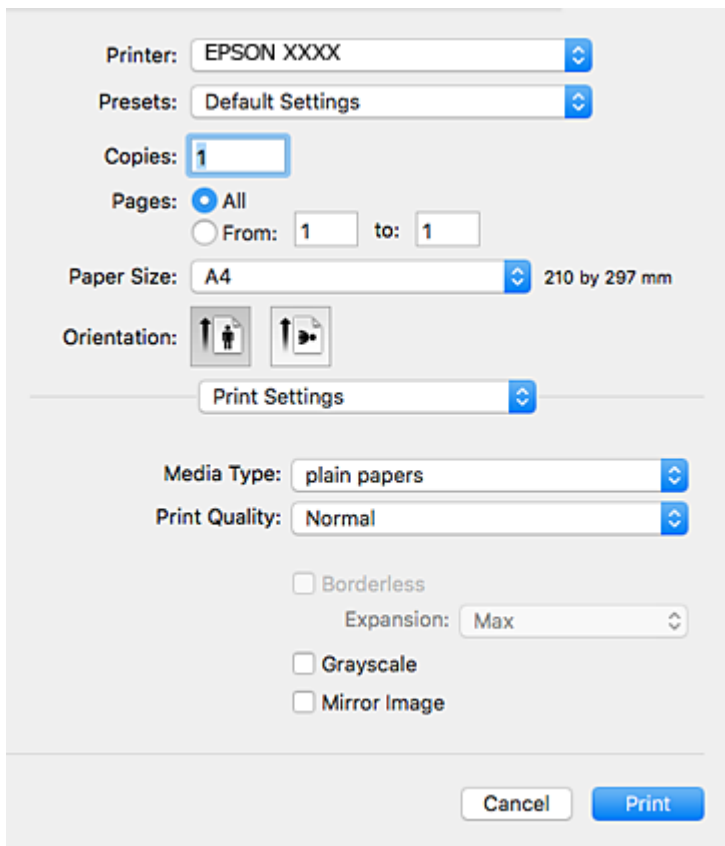 Printer: EPSON XXXX
Presets: Default Settings
Copies: 1
Pages: All
From: 1 to: 1
Paper Size: A4 210 by 297 mm
Orientation:
Print Settings
Media Type: plain papers
Print Quality: Normal
Borderless
Expansion: Max
Grayscale
Mirror Image
Cancel Print